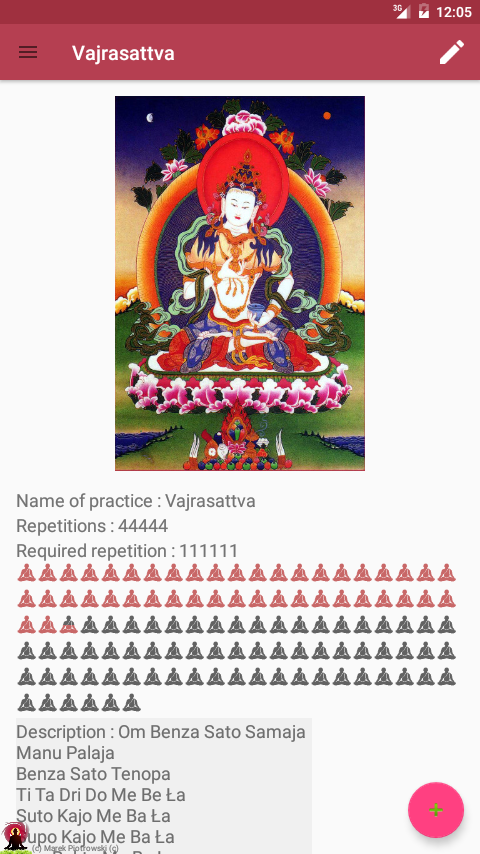 3G 12:05
Vajrasattva
Name of practice : Vajrasattva
Repetitions : 44444
Required repetition : 111111
Description : Om Benza Sato Samaja
Manu Palaja
Benza Sato Tenopa
Ti Ta Dri Do Me Be Ła
Suto Kajo Me Ba Ła
Supo Kajo Me Ba Ła
(c) Marek Piotrowski (c)